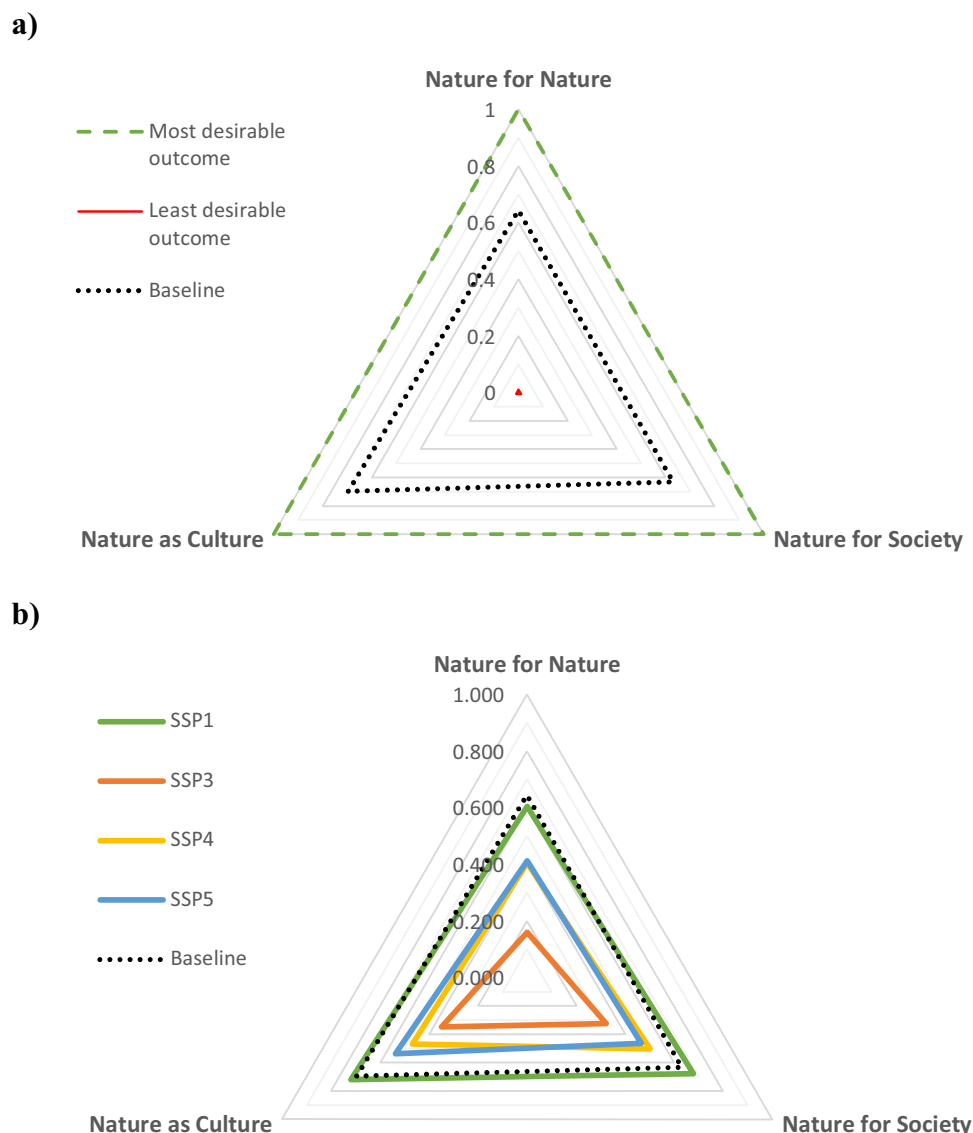 a)
Nature for Nature
Most desirable
outcome
Least desirable
outcome
Baseline
1
0.8
0.6
0.4
0.2
0
Nature as Culture
Nature for Society
b)
Nature for Nature
SSP1
SSP3
SSP4
SSP5
Baseline
1.000
0.800
0.600
0.400
0.200
0.000
Nature as Culture
Nature for Society